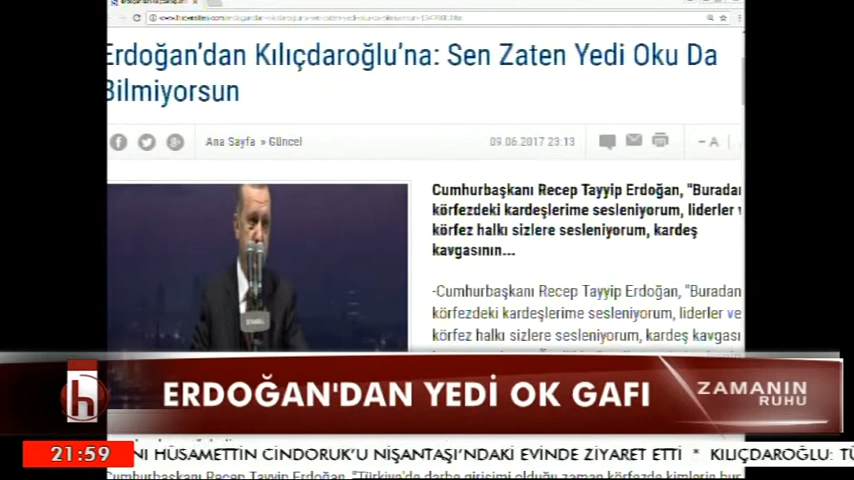 Erdoğan'dan Kılıçdaroğlu'na: Sen Zaten Yedi Oku Da
Bilmiyorsun
Ana Sayfa » Güncel
09.06.2017 23:13
- A
Cumhurbaşkanı Recep Tayyip Erdoğan, "Buradan
körfezdeki kardeşlerime sesleniyorum, liderler v
körfez halkı sizlere sesleniyorum, kardeş
kavgasının...
-Cumhurbaşkanı Recep Tayyip Erdoğan, "Buradan
körfezdeki kardeşlerime sesleniyorum, liderler ve
körfez halkı sizlere sesleniyorum, kardeş kavgası
h
ERDOĞAN'DAN YEDİ OK GAFI
ZAMANIN
RUHU
21:59
NI HÜSAMETTİN CİNDORUK'U NİŞANTAŞI'NDAKİ EVİNDE ZİYARET ETTİ * KILIÇDAROĞLU: TÜ
Cumhurbaşkanı Recep Tayyip Erdoğan, "Türkiye'de darbe girişimi olduğu zaman körfezde kimlerin